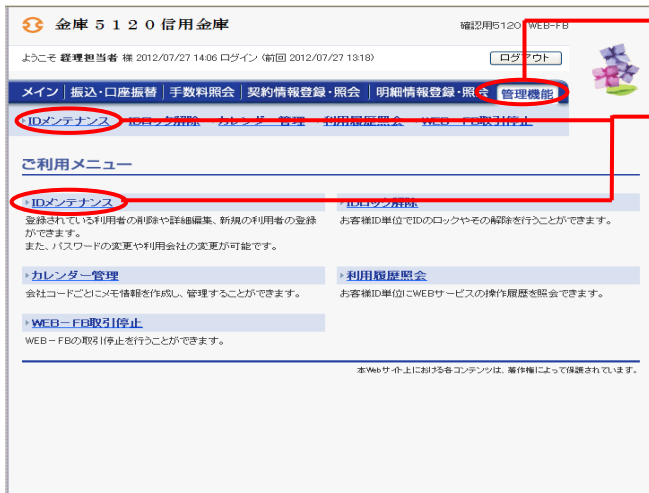 金庫５１２０信用金庫
確認用5120 WEB-FB
ようこそ 経理担当者 様 2012/07/27 14:06 ログイン (前回 2012/07/27 13:18)
ログアウト
メイン 振込・口座振替 手数料照会 契約情報登録・照会 明細情報登録・照会 管理機能
IDメンテナンス IDロック解除 カレンダー管理 利用履歴照会 WEB－FB取引停止
ご利用メニュー
IDメンテナンス
登録されている利用者の削除や詳細編集、新規の利用者の登録
ができます。
また、パスワードの変更や利用会社の変更が可能です。
IDロック解除
お客様ID単位でIDのロックやその解除を行うことができます。
カレンダー管理
会社コードごとにメモ情報を作成し、管理することができます。
利用履歴照会
お客様ID単位にWEBサービスの操作履歴を照会できます。
WEB－FB取引停止
WEB－FBの取引停止を行うことができます。
本Webサイト上における各コンテンツは、著作権によって保護されています。